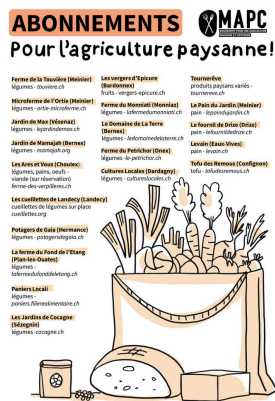 ABONNEMENTS
MAPC
Pour l'agriculture paysanne!
Ferme de la Touvière (Meinier)
légumes - touviere.ch
Microferme de l'Ortie (Meinier)
légumes - ortie-microferme.ch
Jardin de Max (Vésenaz)
légumes - lejardindemax.ch
Jardin de Mamajah (Bernex)
légumes - mamajah.org
Les Ares et Vous (Choulex)
légumes, pains, oeufs -
viande (sur réservation)
ferme-des-verpilleres.ch
Les cueillettes de Landecy (Landecy)
cueillette de légumes sur place
cueillettes.org
Potagers de Gaia (Hermance)
légumes - potagersdegaia.ch
La ferme du Fond de l'Etang
(Plan-les-Ouates)
légumes -
lafermedufonddeletang.ch
Paniers Locali
légumes -
paniers.filierealimentaire.ch
Les Jardins de Cocagne
(Sézegnin)
légumes -cocagne.ch
Les vergers d'Epicure
(Bardonnex)
fruits - vergers-epicure.ch
Ferme du Monniati (Monniaz)
légumes - lafermedumonniati.ch
Le Domaine de La Terre
(Bernex)
légumes - ledomainedelaterre.ch
Ferme du Petrichor (Onex)
légumes -le-petrichor.ch
Cultures Locales (Dardagny)
légumes - cultureslocales.ch
Tournerêve
produits paysans variés -
tournereve.ch
Le Pain du Jardin (Meinier)
pain - lepaindujardin.ch
Le fournil de Drize (Drize)
pain - lefournildedrize.ch
Levain (Eaux-Vives)
pain - levain.ch
Tofu des Remous (Confignon)
tofu - tofudesremous.ch